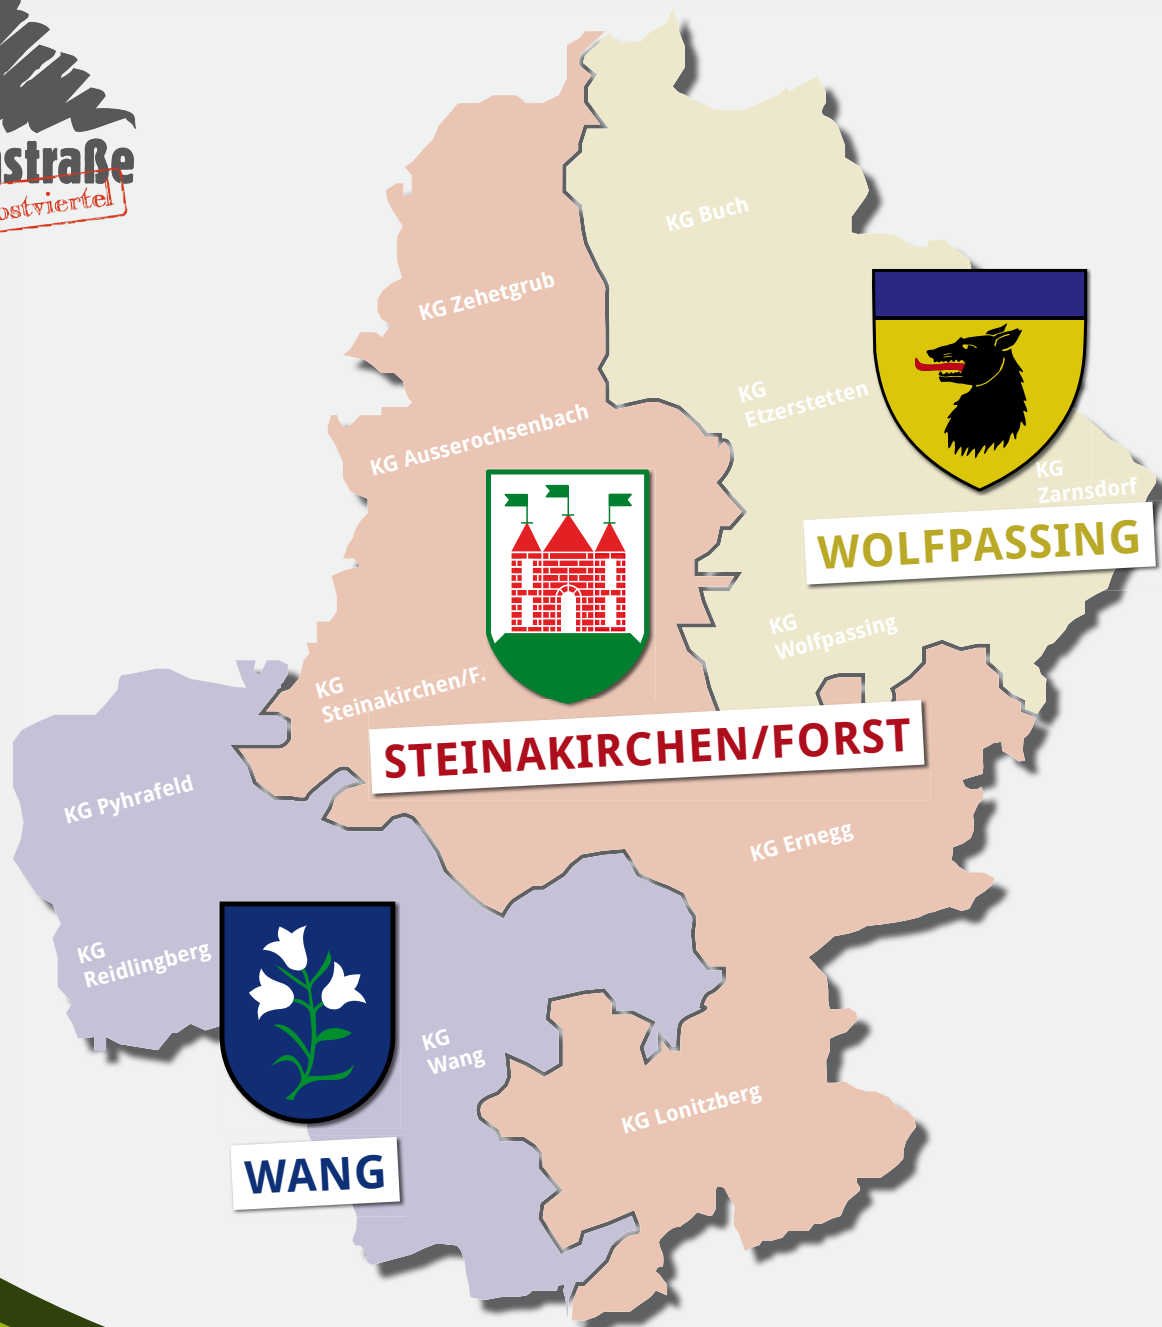 straße
ostviertel
KG Buch
KG Zehetgrub
KG
Etzerstetten
KG Ausserochsenbach
KG
Zarnsdorf
WOLFPASSING
KG
Wolfpassing
KG
Steinakirchen/F.
STEINAKIRCHEN/FORST
KG Pyhrafeld
KG Ernegg
KG
Reidlingberg
KG
Wang
KG Lonitzberg
WANG